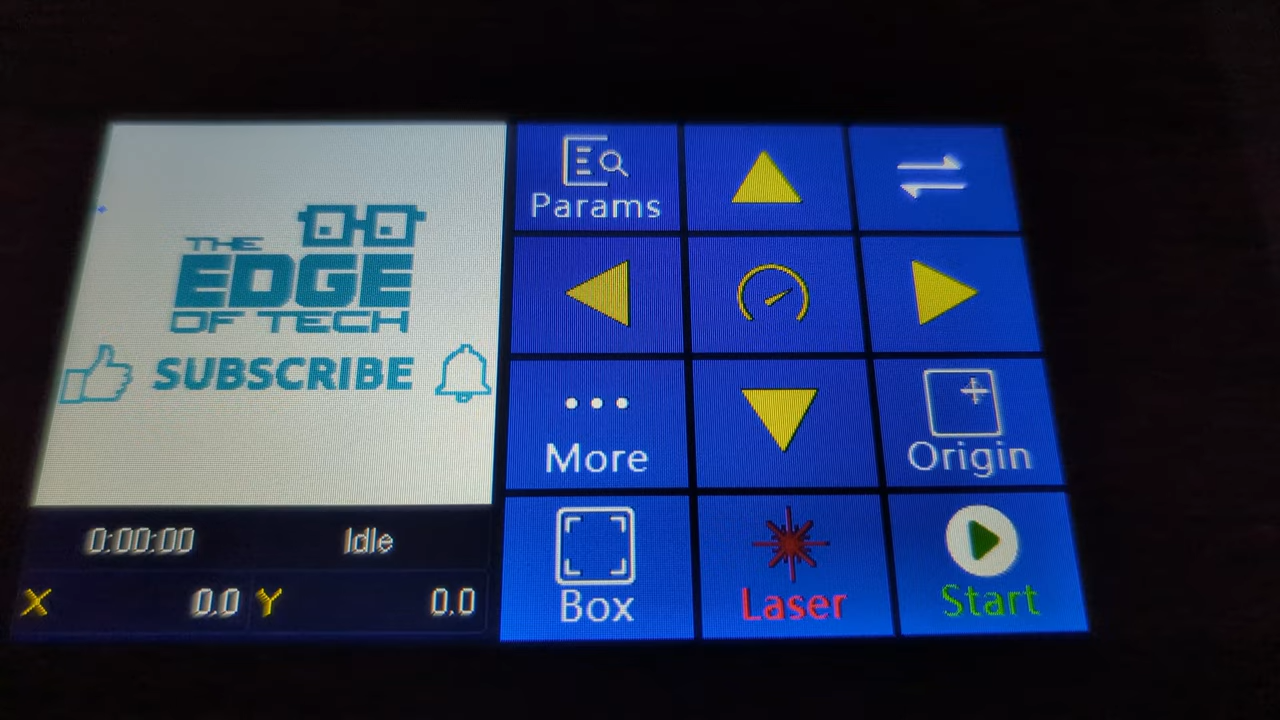 THE
EDGE
OF TECH
SUBSCRIBE
0:00:00 Idle
X 0.0 Y 0.0
Params
More
Origin
Box
Laser
Start